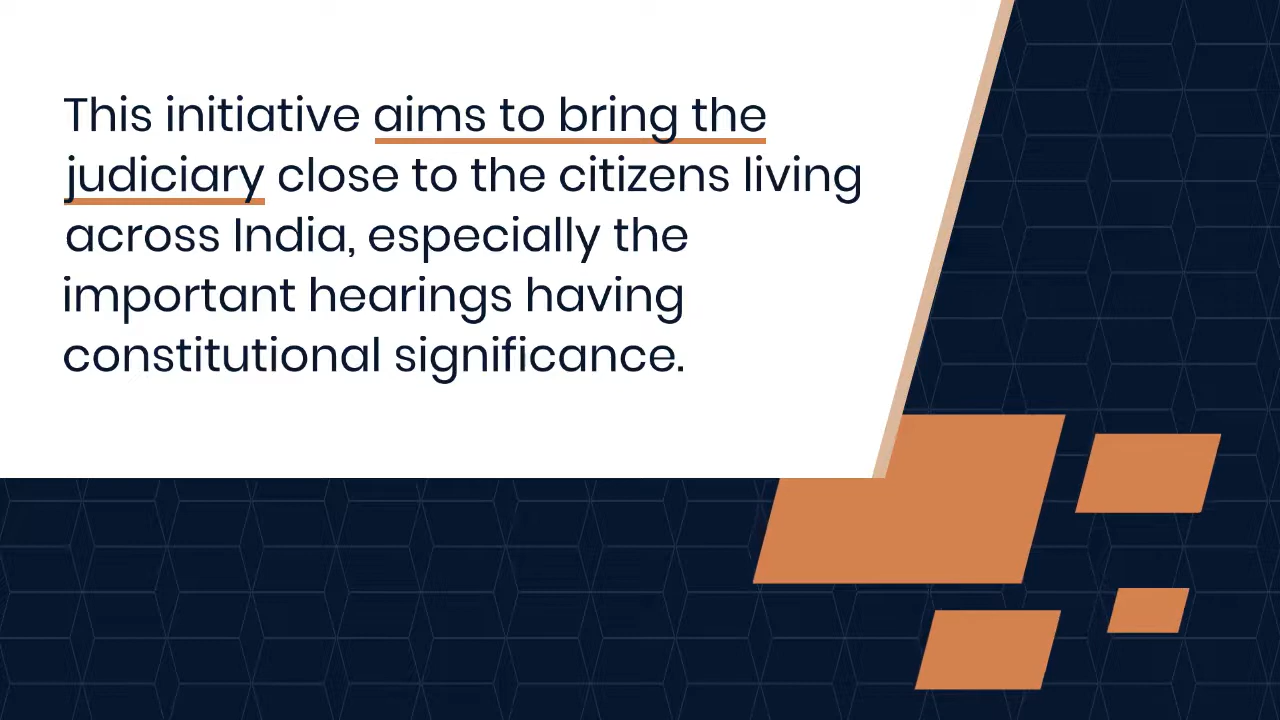 This initiative aims to bring the
judiciary close to the citizens living
across India, especially the
important hearings having
constitutional significance.